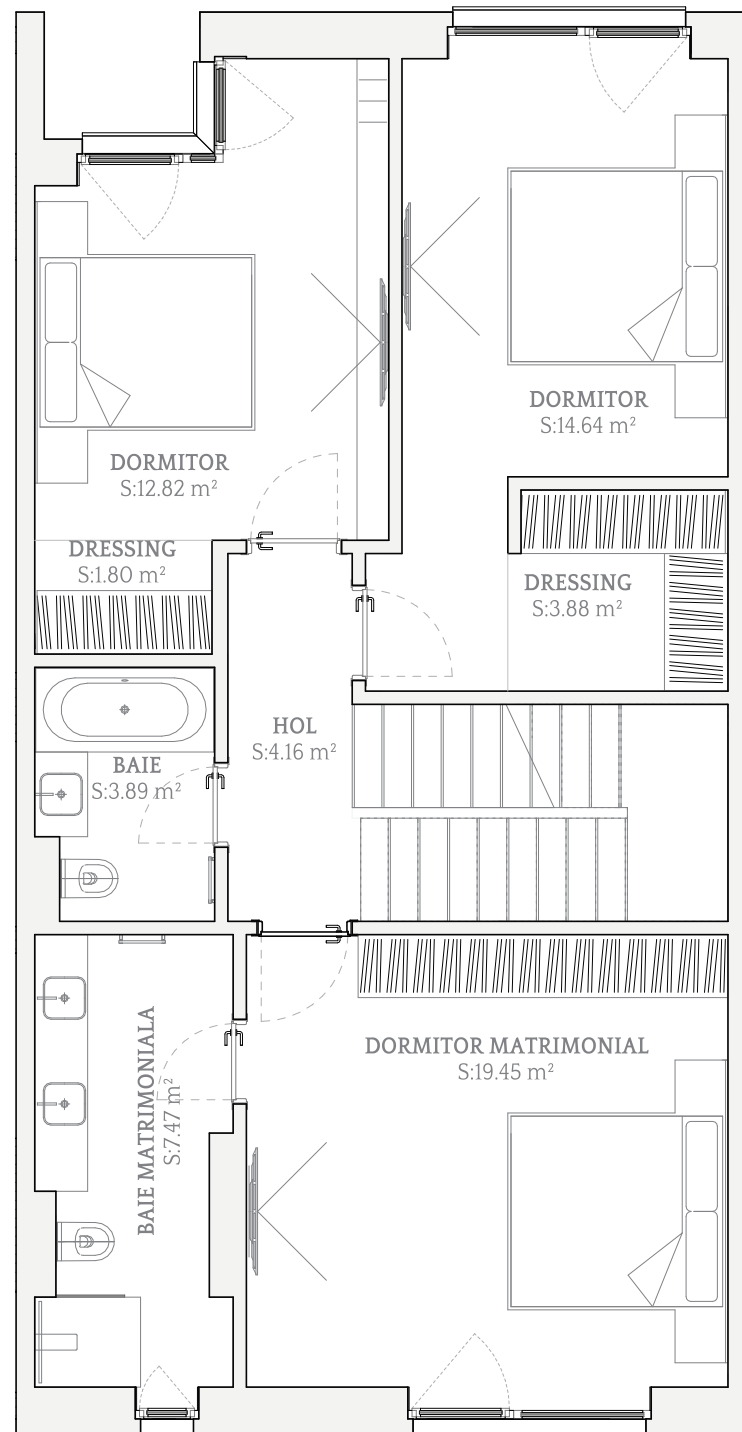 DORMITOR
S:14.64 m²
DORMITOR
S:12.82 m²
DRESSING
S:1.80 m²
DRESSING
S:3.88 m²
HOL
S:4.16 m²
BAIE
S:3.89 m²
DORMITOR MATRIMONIAL
S:19.45 m²
BAIE MATRIMONIALA
S:7.47 m²